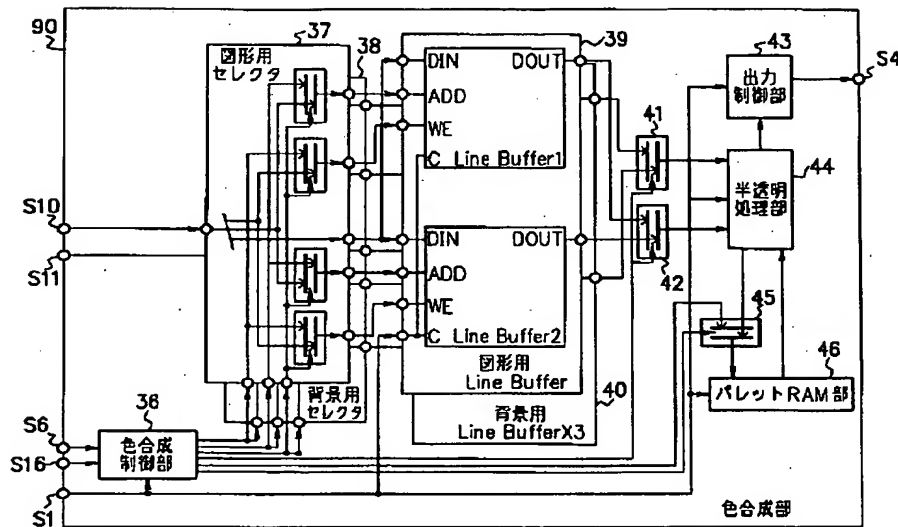 90
37
図形用
セレクタ
38
39
DIN
DOUT
ADD
WE
C Line Buffer1
43
出力
制御部
S4
41
44
半透明
処理部
S10
S11
DIN
DOUT
ADD
WE
C Line Buffer2
42
45
図形用
Line Buffer
40
46
パレットRAM部
背景用
セレクタ
背景用
Line BufferX3
36
S6
S16
色合成
制御部
S1
色合成部